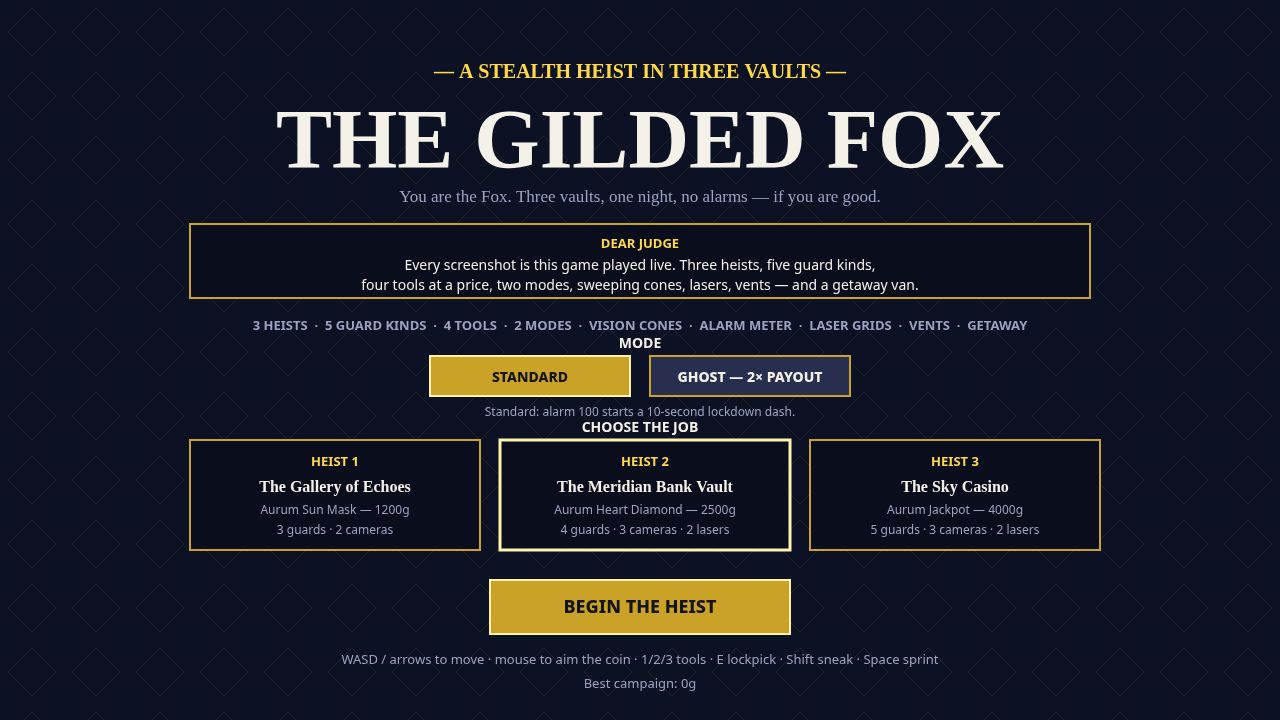 — A STEALTH HEIST IN THREE VAULTS —
THE GILDED FOX
You are the Fox. Three vaults, one night, no alarms — if you are good.
DEAR JUDGE
Every screenshot is this game played live. Three heists, five guard kinds,
four tools at a price, two modes, sweeping cones, lasers, vents — and a getaway van.
3 HEISTS · 5 GUARD KINDS · 4 TOOLS · 2 MODES · VISION CONES · ALARM METER · LASER GRIDS · VENTS · GETAWAY
MODE
STANDARD
GHOST — 2× PAYOUT
Standard: alarm 100 starts a 10-second lockdown dash.
CHOOSE THE JOB
HEIST 1
The Gallery of Echoes
Aurum Sun Mask — 1200g
3 guards · 2 cameras
HEIST 2
The Meridian Bank Vault
Aurum Heart Diamond — 2500g
4 guards · 3 cameras · 2 lasers
HEIST 3
The Sky Casino
Aurum Jackpot — 4000g
5 guards · 3 cameras · 2 lasers
BEGIN THE HEIST
WASD / arrows to move · mouse to aim the coin · 1/2/3 tools · E lockpick · Shift sneak · Space sprint
Best campaign: 0g